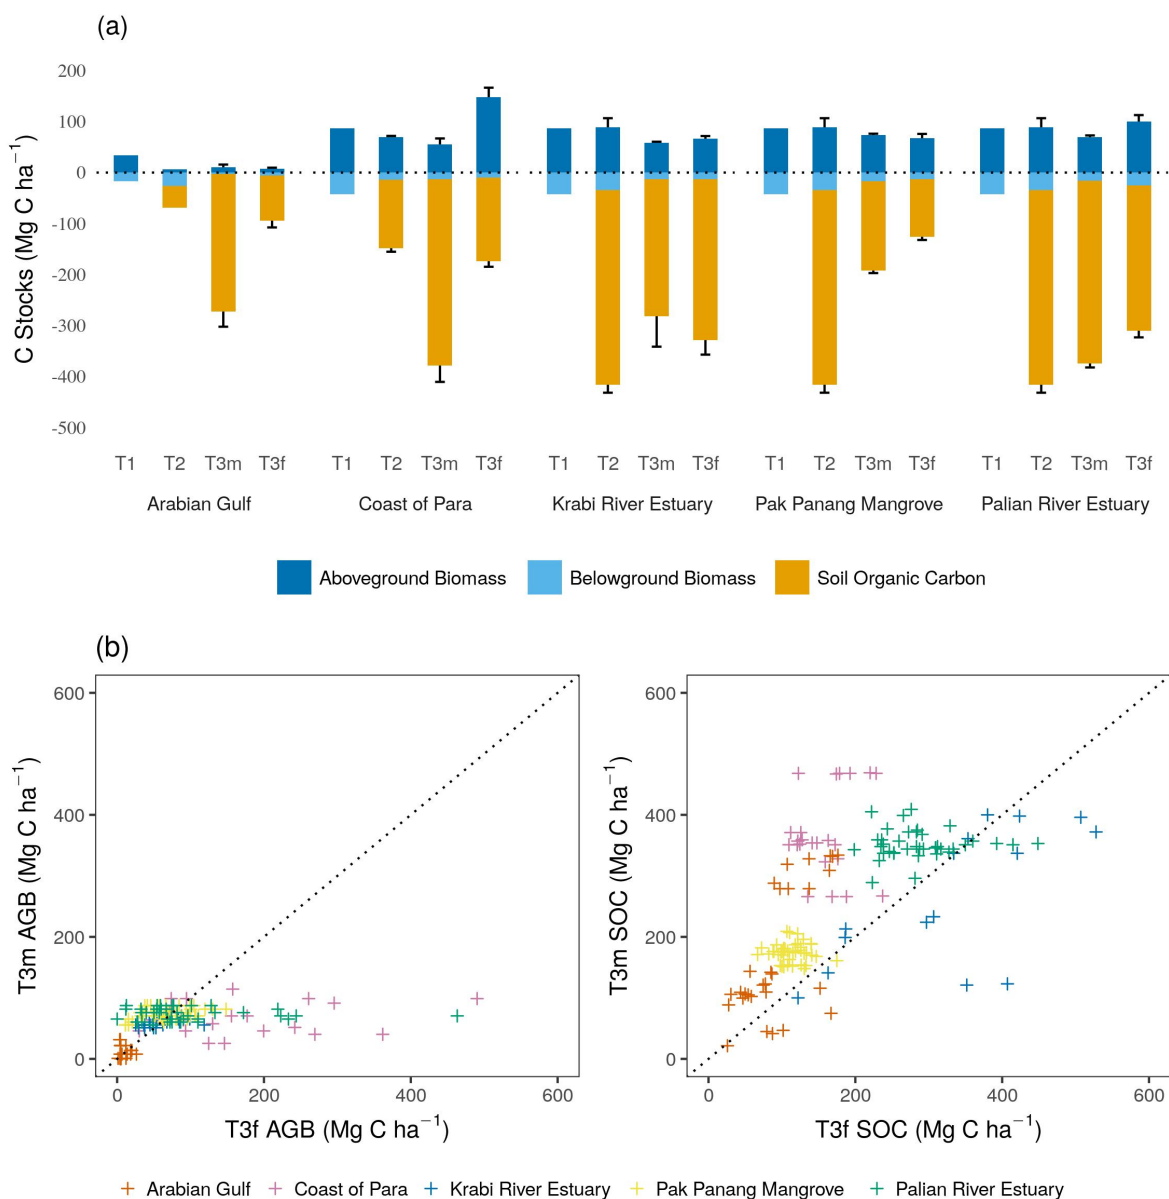 (a)
C Stocks (Mg C ha⁻¹)
200
100
0
-100
-200
-300
-400
-500
T1 T2 T3m T3f T1 T2 T3m T3f T1 T2 T3m T3f T1 T2 T3m T3f T1 T2 T3m T3f
Arabian Gulf Coast of Para Krabi River Estuary Pak Panang Mangrove Palian River Estuary
Aboveground Biomass Belowground Biomass Soil Organic Carbon
(b)
T3m AGB (Mg C ha⁻¹)
600
400
200
0
0 200 400 600
T3f AGB (Mg C ha⁻¹)
T3m SOC (Mg C ha⁻¹)
600
400
200
0
0 200 400 600
T3f SOC (Mg C ha⁻¹)
Arabian Gulf Coast of Para Krabi River Estuary Pak Panang Mangrove Palian River Estuary